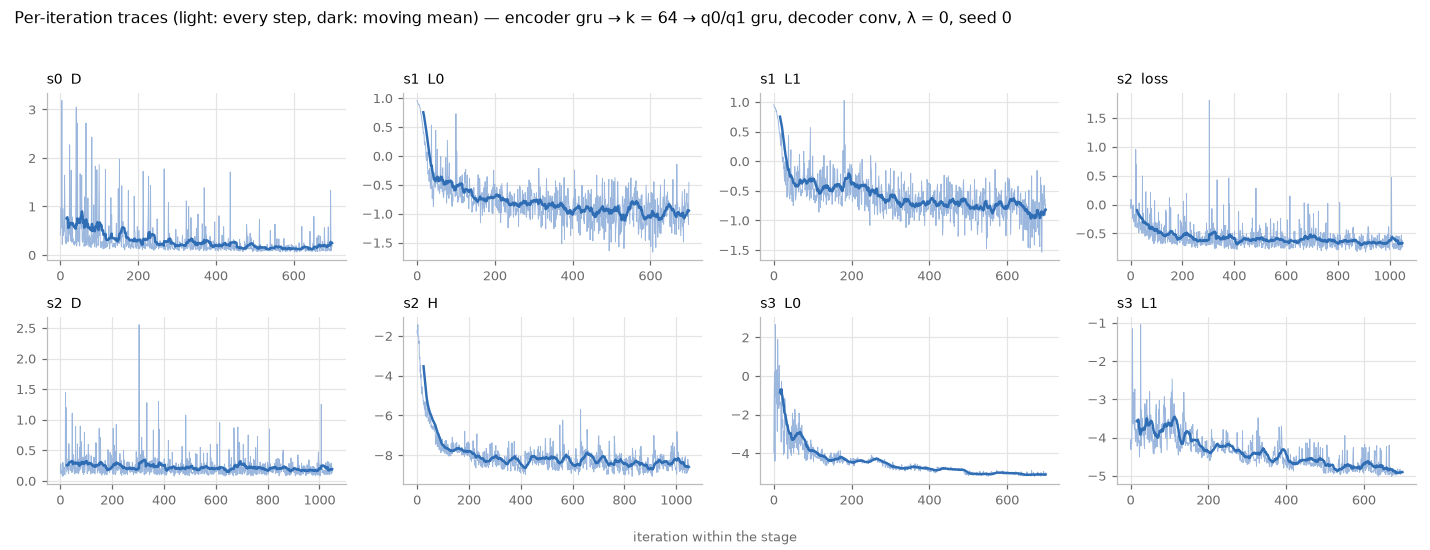 Per-iteration traces (light: every step, dark: moving mean) — encoder gru → k = 64 → q0/q1 gru, decoder conv, λ = 0, seed 0
s0 D
3
2
1
0
0 200 400 600
s1 L0
1.0
0.5
0.0
−0.5
−1.0
−1.5
0 200 400 600
s1 L1
1.0
0.5
0.0
−0.5
−1.0
−1.5
0 200 400 600
s2 loss
1.5
1.0
0.5
0.0
−0.5
0 200 400 600 800 1000
s2 D
2.5
2.0
1.5
1.0
0.5
0.0
0 200 400 600 800 1000
s2 H
−2
−4
−6
−8
0 200 400 600 800 1000
s3 L0
2
0
−2
−4
0 200 400 600
s3 L1
−1
−2
−3
−4
−5
0 200 400 600
iteration within the stage